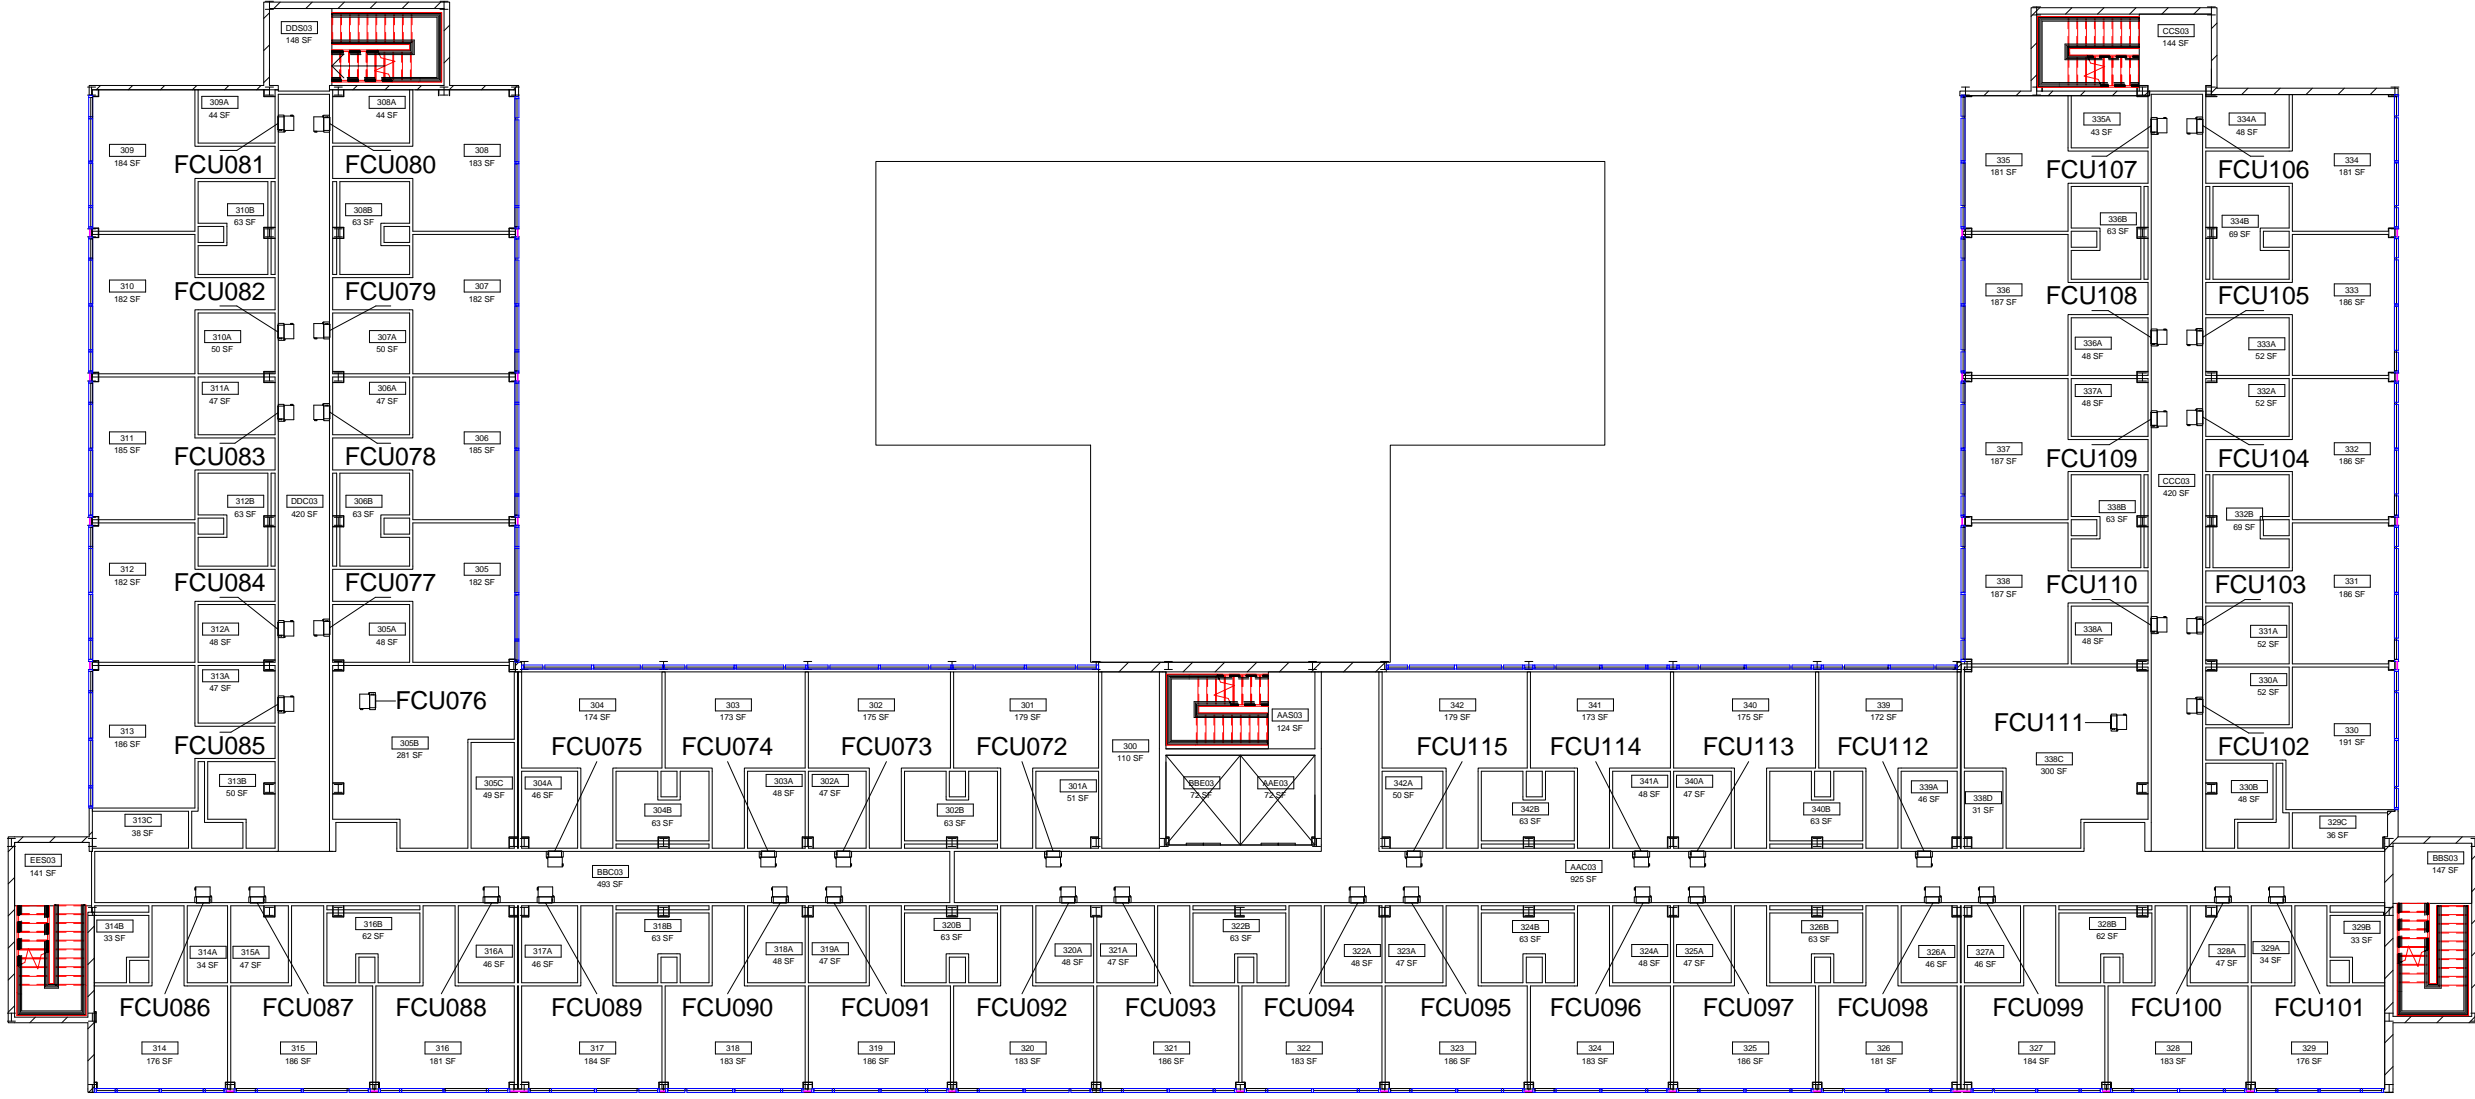 DDS03
148 SF
CCS03
144 SF
309A
44 SF
308A
44 SF
335A
43 SF
334A
48 SF
309
184 SF
FCU081
FCU080
308
183 SF
335
181 SF
FCU107
FCU106
334
181 SF
310B
63 SF
308B
63 SF
336B
63 SF
334B
69 SF
310
182 SF
FCU082
FCU079
307
182 SF
336
187 SF
FCU108
FCU105
333
186 SF
310A
50 SF
307A
50 SF
336A
48 SF
333A
52 SF
311A
47 SF
306A
47 SF
337A
48 SF
332A
52 SF
311
185 SF
FCU083
FCU078
306
185 SF
337
187 SF
FCU109
FCU104
332
186 SF
312B
63 SF
DDC03
420 SF
306B
63 SF
338B
63 SF
CCC03
420 SF
332B
69 SF
312
182 SF
FCU084
FCU077
305
182 SF
338
187 SF
FCU110
FCU103
331
186 SF
312A
48 SF
305A
48 SF
338A
48 SF
331A
52 SF
313A
47 SF
330A
52 SF
FCU076
304
174 SF
303
173 SF
302
175 SF
301
179 SF
AAS03
124 SF
342
179 SF
341
173 SF
340
175 SF
339
172 SF
FCU111
313
186 SF
FCU085
305B
281 SF
FCU075
FCU074
FCU073
FCU072
300
110 SF
FCU115
FCU114
FCU113
FCU112
338C
300 SF
FCU102
330
191 SF
313B
50 SF
305C
49 SF
304A
46 SF
303A
48 SF
302A
47 SF
301A
51 SF
BBE03
72 SF
AAE03
72 SF
342A
50 SF
341A
48 SF
340A
47 SF
339A
46 SF
338D
31 SF
330B
48 SF
313C
38 SF
304B
63 SF
302B
63 SF
342B
63 SF
340B
63 SF
329C
36 SF
EES03
141 SF
BBC03
493 SF
AAC03
925 SF
BBS03
147 SF
314B
33 SF
316B
62 SF
318B
63 SF
320B
63 SF
322B
63 SF
324B
63 SF
326B
63 SF
328B
62 SF
329B
33 SF
314A
34 SF
315A
47 SF
316A
46 SF
317A
46 SF
318A
48 SF
319A
47 SF
320A
48 SF
321A
47 SF
322A
48 SF
323A
47 SF
324A
48 SF
325A
47 SF
326A
46 SF
327A
46 SF
328A
47 SF
329A
34 SF
FCU086
FCU087
FCU088
FCU089
FCU090
FCU091
FCU092
FCU093
FCU094
FCU095
FCU096
FCU097
FCU098
FCU099
FCU100
FCU101
314
176 SF
315
186 SF
316
181 SF
317
184 SF
318
183 SF
319
186 SF
320
183 SF
321
186 SF
322
183 SF
323
186 SF
324
183 SF
325
186 SF
326
181 SF
327
184 SF
328
183 SF
329
176 SF